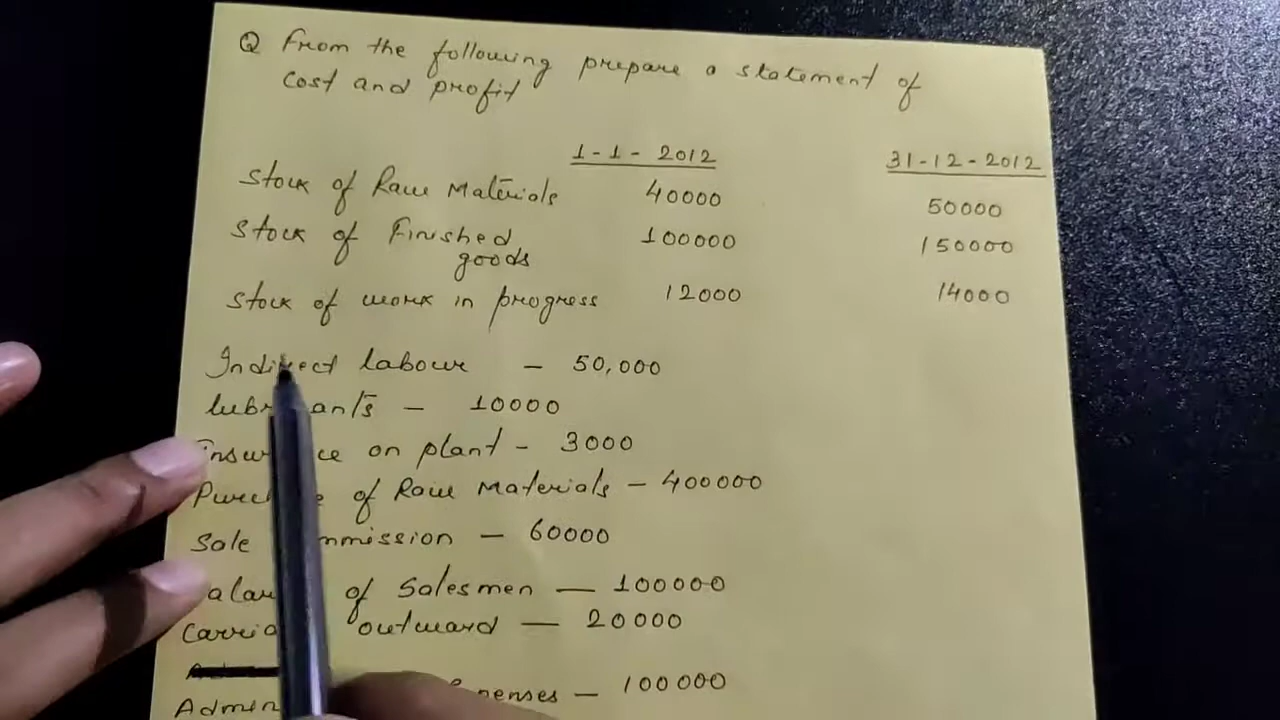 Q From the following prepare a statement of
cost and profit
1-1-2012 31-12-2012
Stock of Raw Materials 40000 50000
Stock of Finished 100000 150000
goods
Stock of work in progress 12000 14000
Indirect labour - 50,000
- 10000
on plant - 3000
of Raw Materials - 400000
Sale - 60000
of Salesmen - 100000
outward - 20000
- 100000